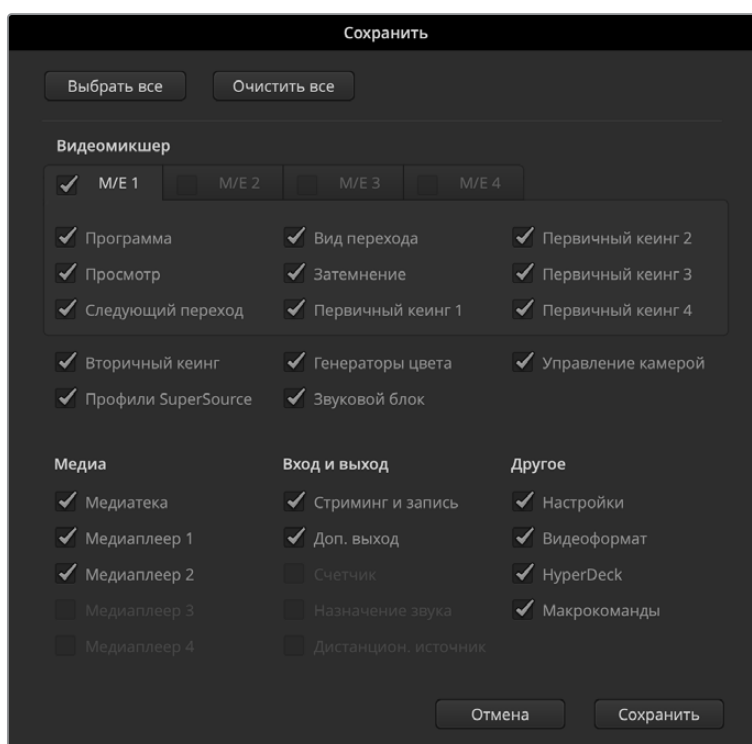 Сохранить
Выбрать все Очистить все
Видеомикшер
M/E 1 M/E 2 M/E 3 M/E 4
Программа Вид перехода Первичный кеинг 2
Просмотр Затемнение Первичный кеинг 3
Следующий переход Первичный кеинг 1 Первичный кеинг 4
Вторичный кеинг Генераторы цвета Управление камерой
Профили SuperSource Звуковой блок
Медиа Вход и выход Другое
Медиатека Стриминг и запись Настройки
Медиаплеер 1 Доп. выход Видеоформат
Медиаплеер 2 Счетчик HyperDeck
Медиаплеер 3 Назначение звука Макрокоманды
Медиаплеер 4 Дистанцион. источник
Отмена Сохранить